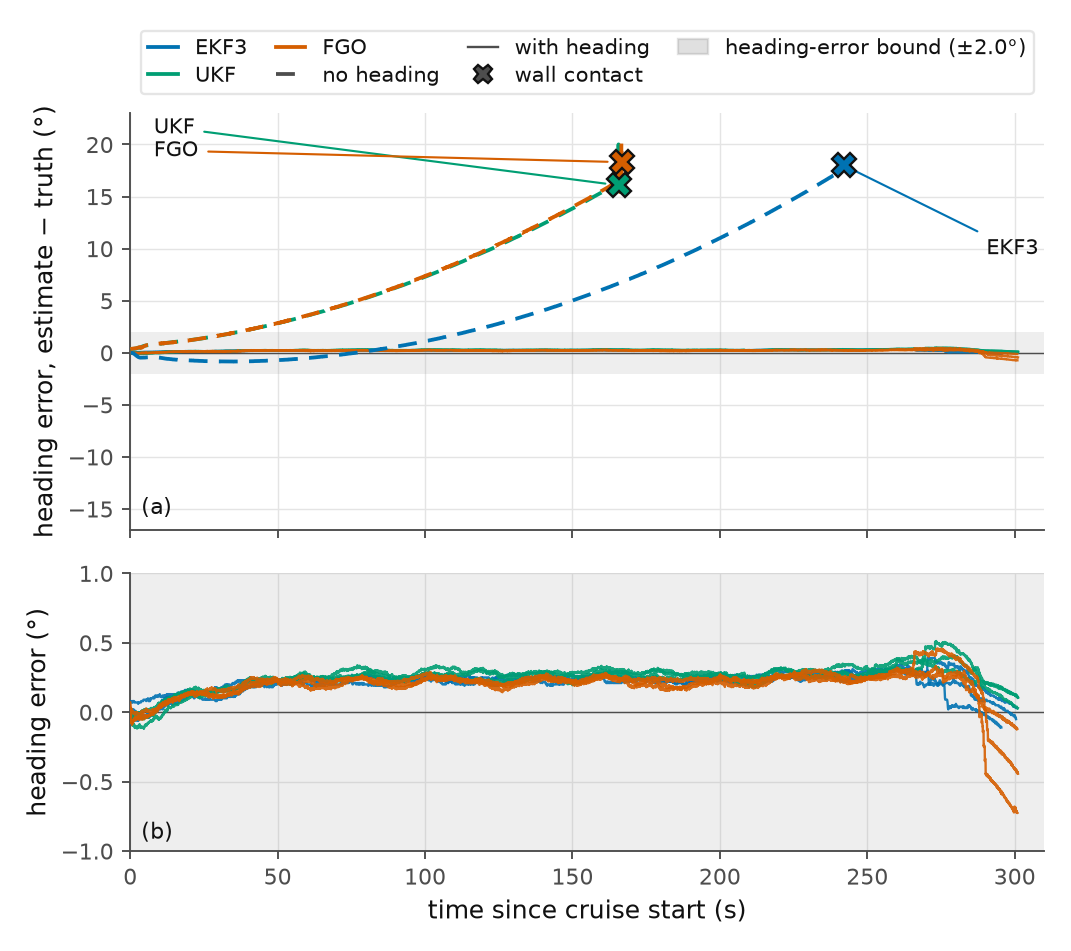 EKF3 FGO with heading heading-error bound (±2.0°)
UKF no heading wall contact
heading error, estimate − truth (°)
UKF
FGO
EKF3
20
15
10
5
0
−5
−10
−15
(a)
heading error (°)
1.0
0.5
0.0
−0.5
−1.0
(b)
0 50 100 150 200 250 300
time since cruise start (s)